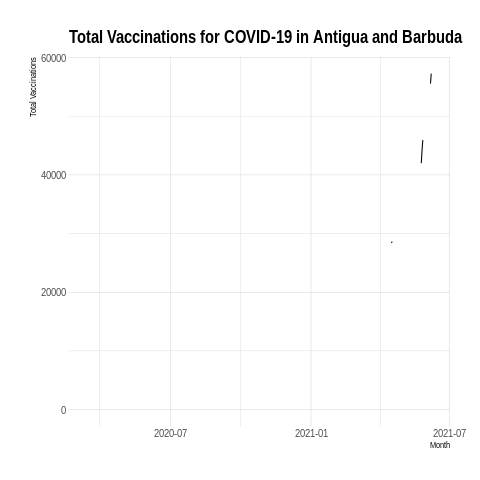 Total Vaccinations for COVID-19 in Antigua and Barbuda
Total Vaccinations
60000
40000
20000
0
2020-07
2021-01
2021-07
Month